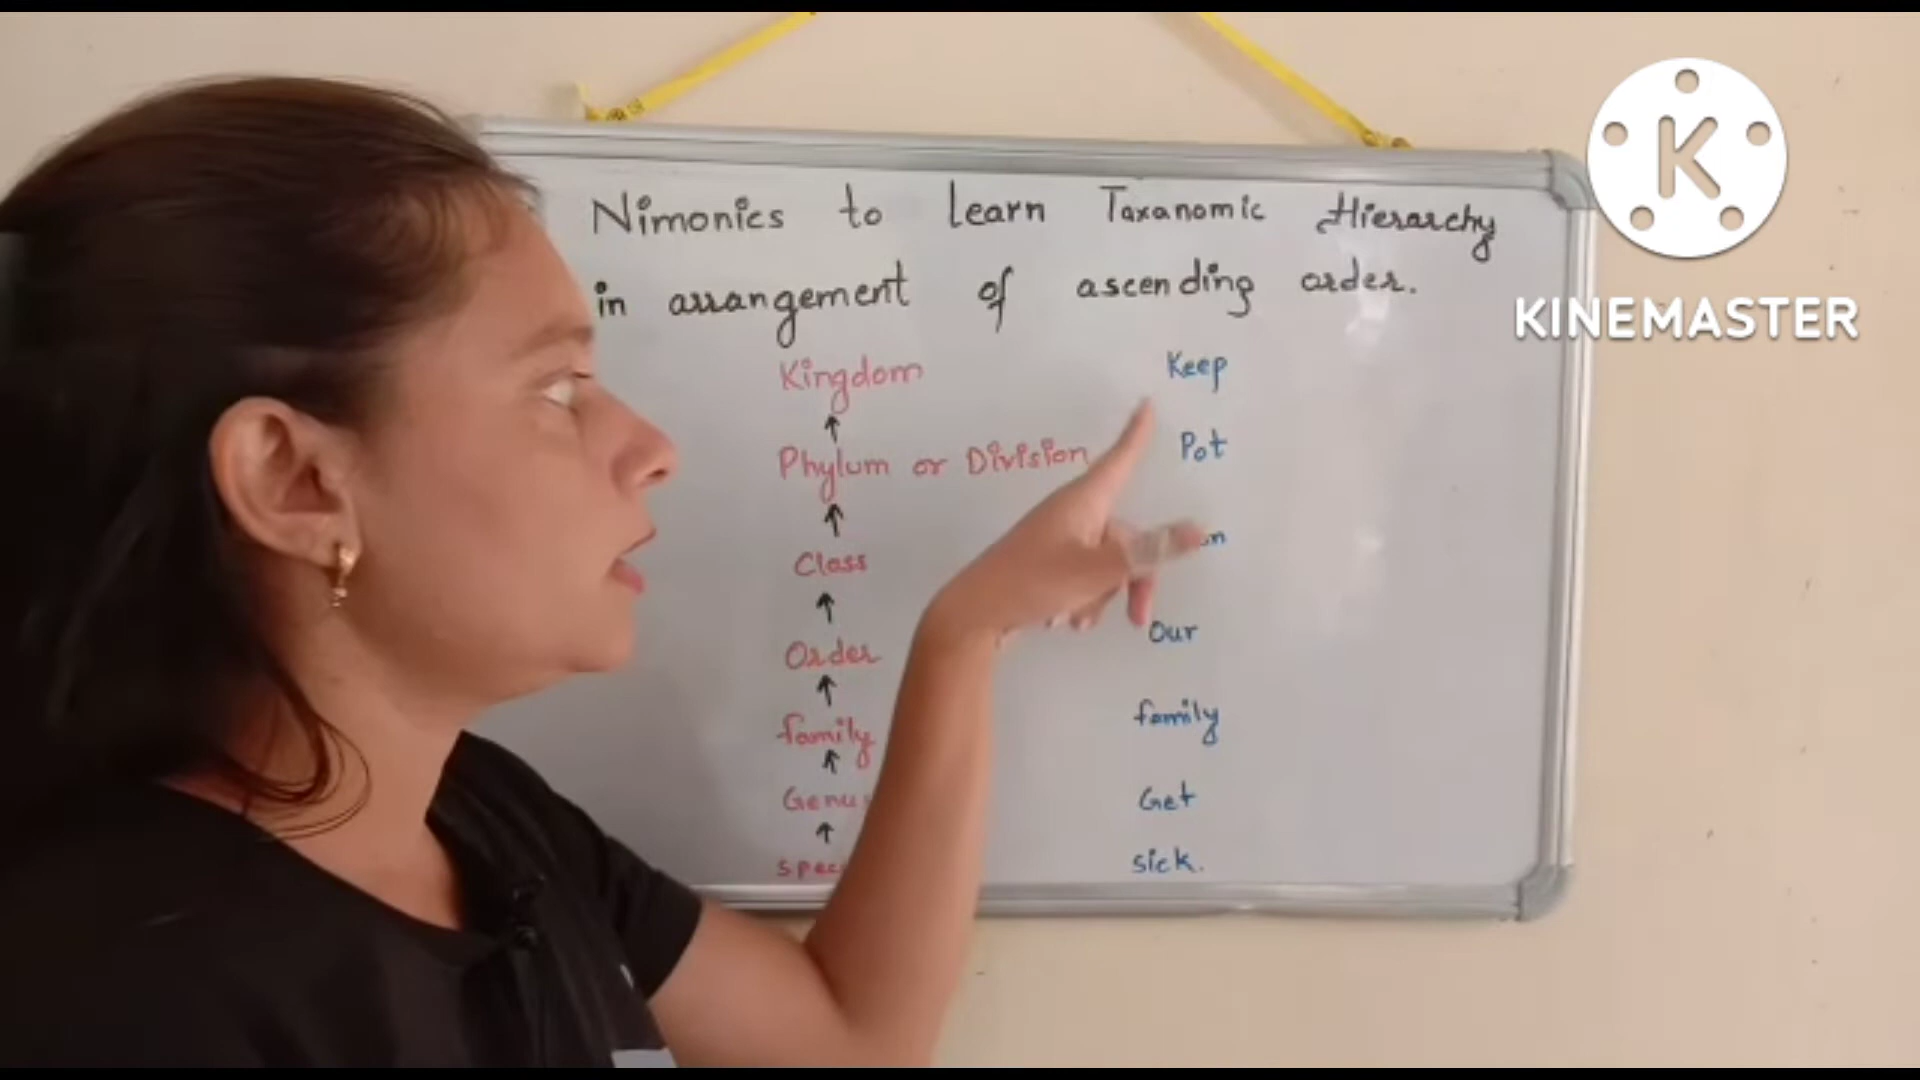 Nimonics to learn Taxanomic Hierarchy
in arrangement of ascending order.
Kingdom Keep
Phylum or Division Pot
Class
Order Our
family family
Genus Get
sick.
K
KINEMASTER